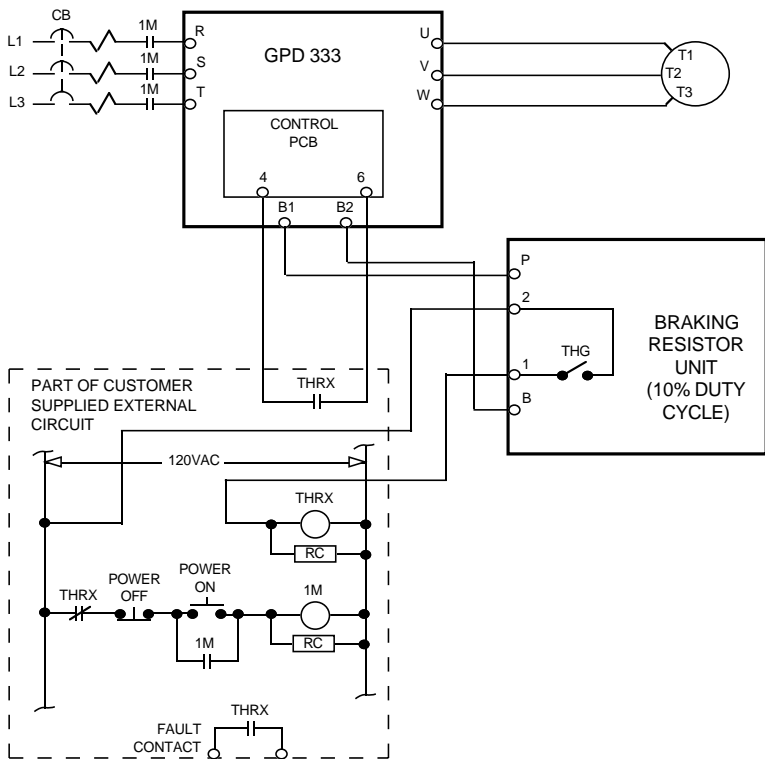 CB
L1
L2
L3
1M
1M
1M
R
S
T
GPD 333
CONTROL
PCB
4
6
B1
B2
U
V
W
T1
T2
T3
P
2
1
B
THG
BRAKING
RESISTOR
UNIT
(10% DUTY
CYCLE)
THRX
PART OF CUSTOMER
SUPPLIED EXTERNAL
CIRCUIT
120VAC
THRX
RC
THRX
POWER
OFF
POWER
ON
1M
1M
RC
THRX
FAULT
CONTACT